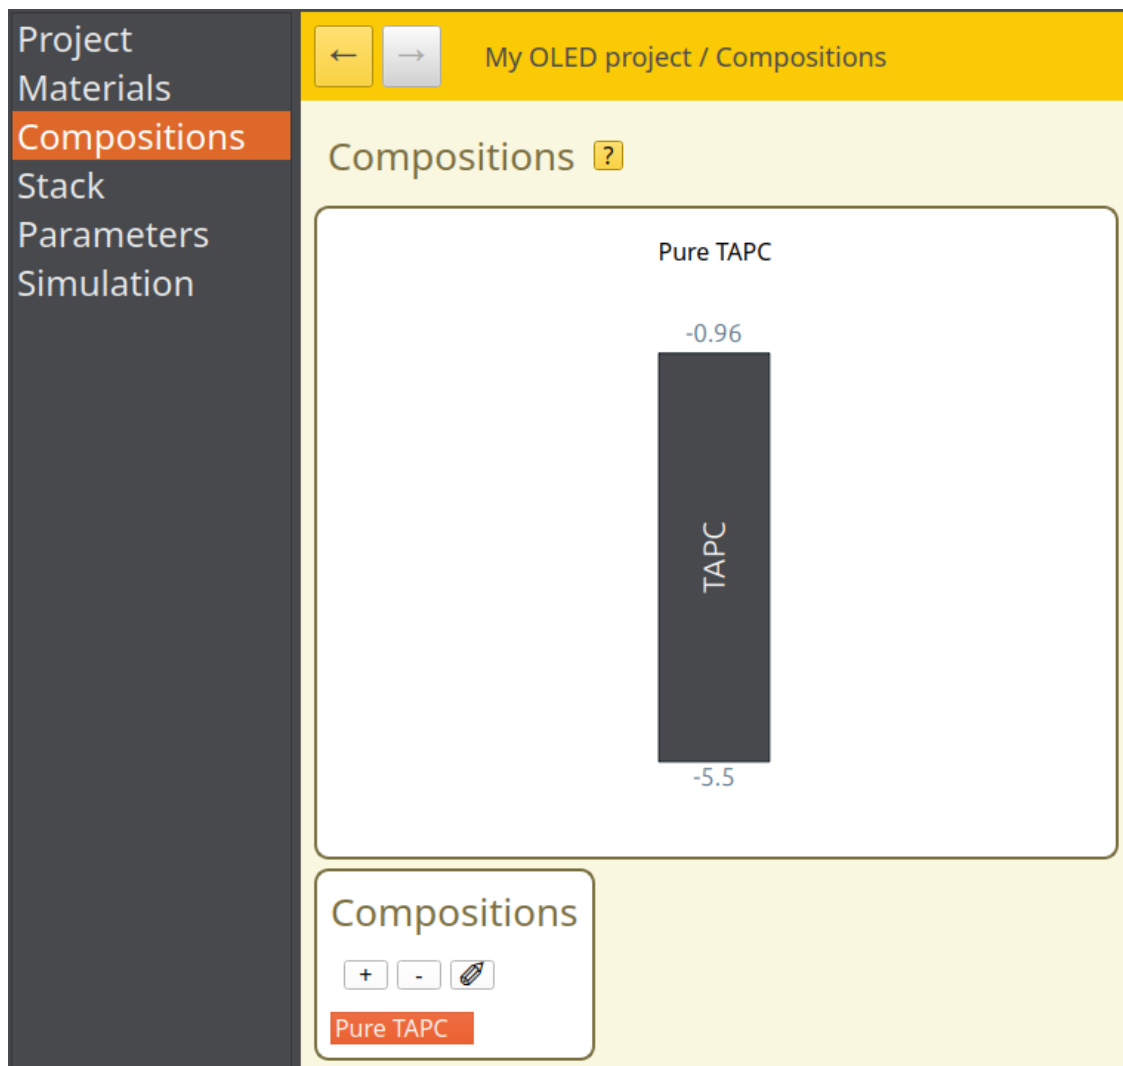 Project
Materials
Compositions
Stack
Parameters
Simulation
← → My OLED project / Compositions
Compositions ?
Pure TAPC
-0.96
TAPC
-5.5
Compositions
+ -
Pure TAPC